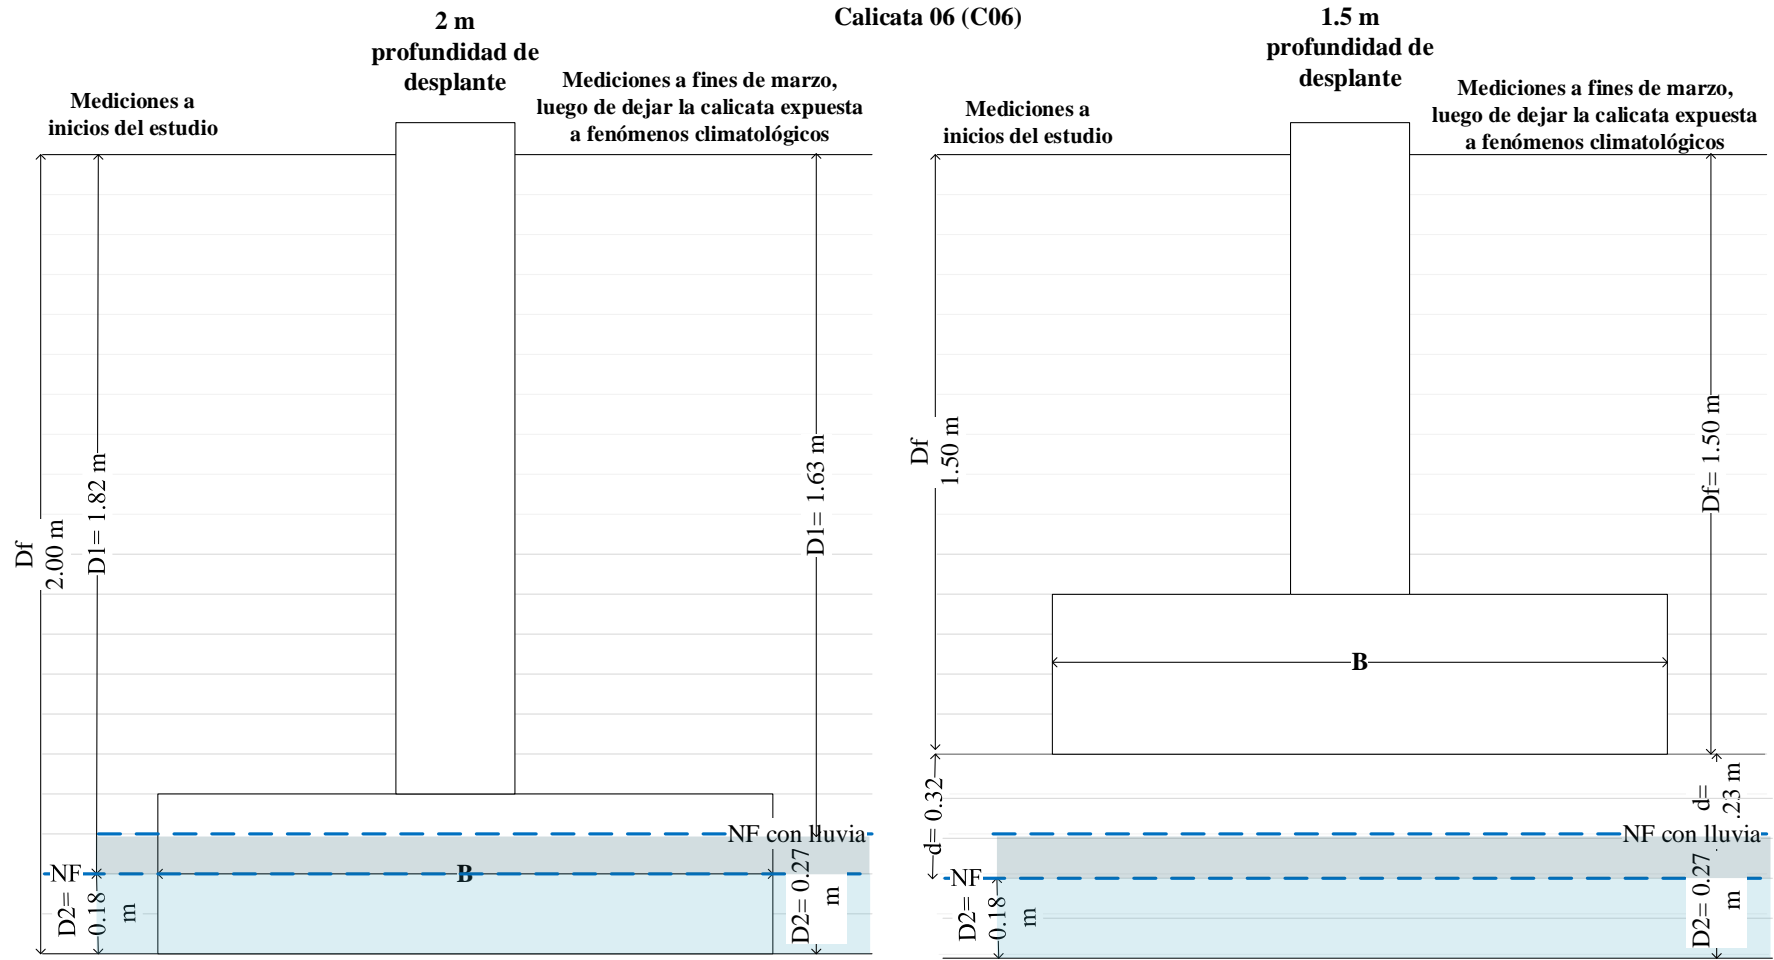 Calicata 06 (C06)
2 m
profundidad de
desplante
Mediciones a
inicios del estudio
Mediciones a fines de marzo,
luego de dejar la calicata expuesta
a fenómenos climatológicos
Df
2.00 m
D1= 1.82 m
D1= 1.63 m
NF con lluvia
NF
B
D2=
0.18
m
D2= 0.27
m
1.5 m
profundidad de
desplante
Mediciones a
inicios del estudio
Mediciones a fines de marzo,
luego de dejar la calicata expuesta
a fenómenos climatológicos
Df
1.50 m
Df= 1.50 m
B
d= 0.32
d=
.23 m
NF con lluvia
NF
D2=
0.18
m
D2= 0.27
m